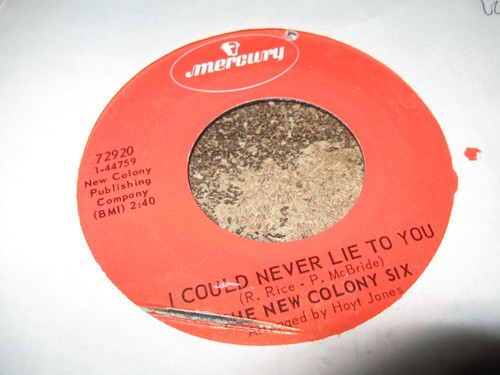 mercury
72920
1-44759
New Colony
Publishing
Company
(BMI) 2:40
I COULD NEVER LIE TO YOU
(R. Rice - P. McBride)
THE NEW COLONY SIX
Arranged by Hoyt Jones